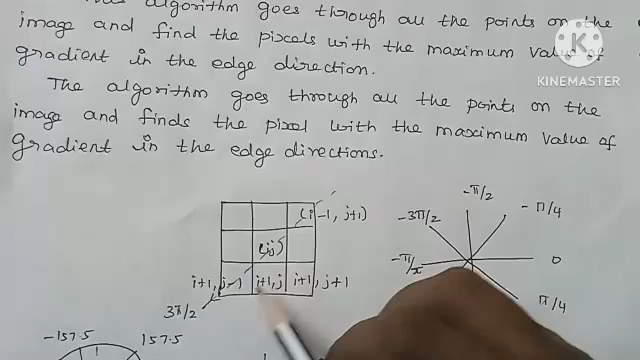 algorithm goes through all the points on the
image and find the pixcals with the maximum value of
gradient in the edge direction.
The algorithm goes through all the points on the
image and finds the pixel with the maximum value of
gradient in the edge directions.
KINEMASTER
(i-1, j+1)
(i,j)
i+1, j-1
i+1, j
i+1, j+1
3π/2
-π/2
-3π/2
-π/4
0
π/4
-157.5
157.5